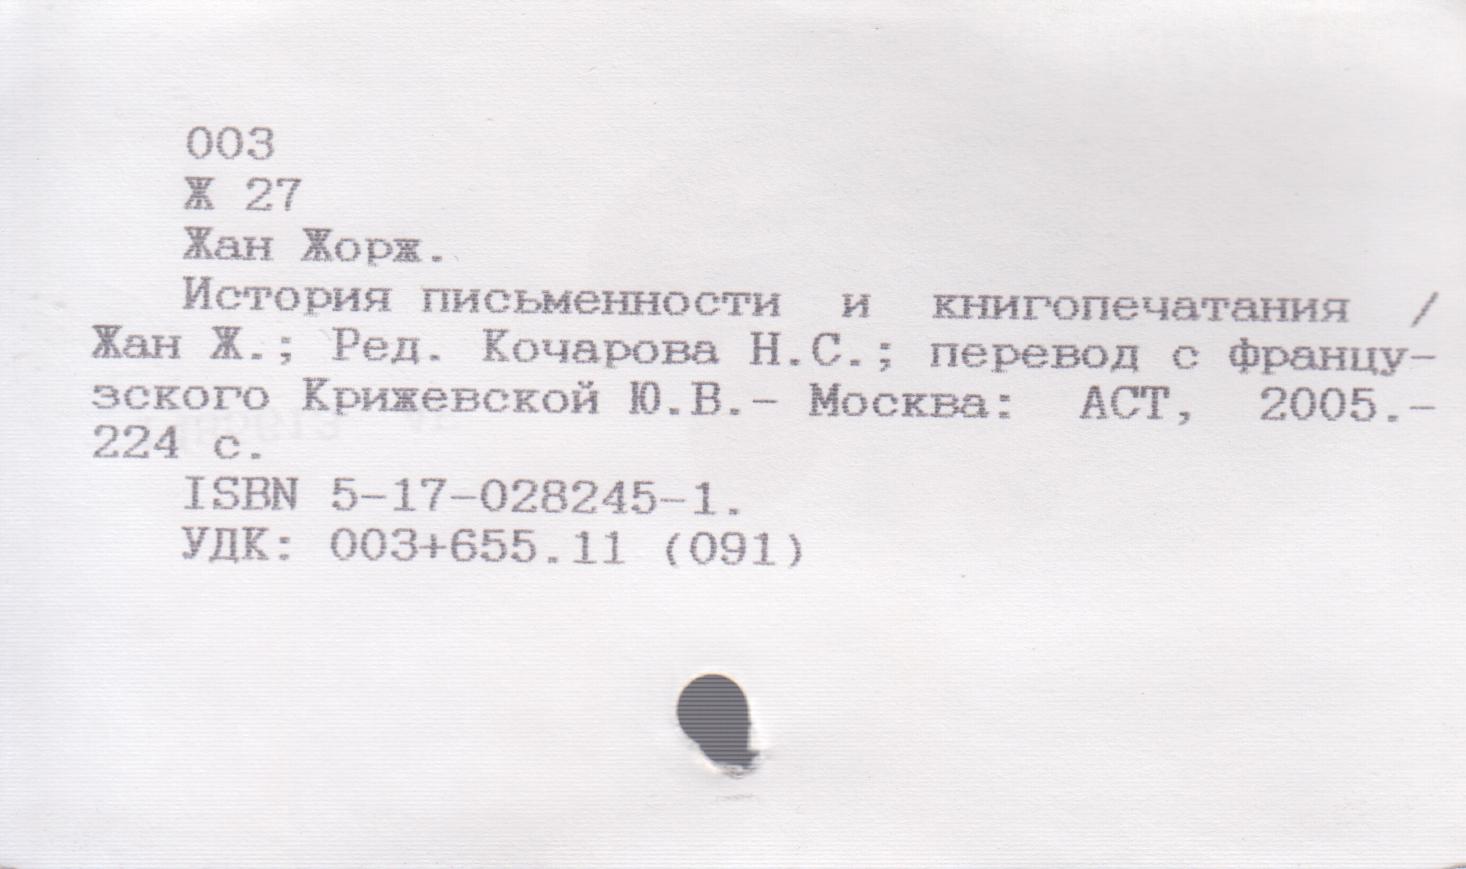 003
Ж 27
Жан Жорж.
История письменности и книгопечатания /
Жан Ж.; Ред. Кочарова Н.С.; перевод с францу-
зского Крижевской Ю.В.- Москва: АСТ, 2005.-
224 с.
ISBN 5-17-028245-1.
УДК: 003+655.11 (091)